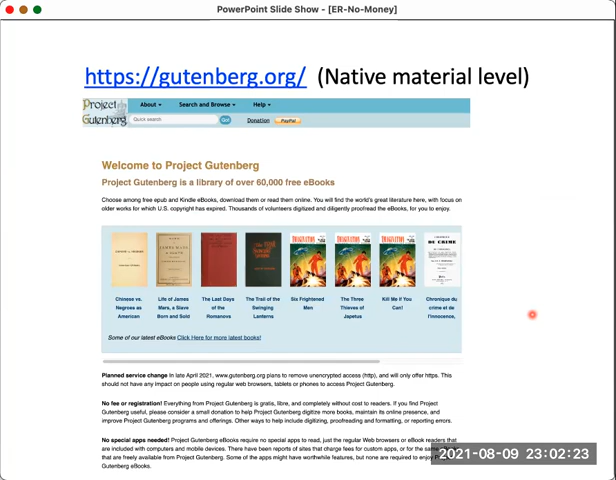 PowerPoint Slide Show - [ER-No-Money]
https://gutenberg.org/ (Native material level)
Project
Gutenberg
About Search and Browse Help
Quick search Go! Donation PayPal
Welcome to Project Gutenberg
Project Gutenberg is a library of over 60,000 free eBooks
Choose among free epub and Kindle eBooks, download them or read them online. You will find the world's great literature here, with focus on
older works for which U.S. copyright has expired. Thousands of volunteers digitized and diligently proofread the eBooks, for you to enjoy.
Chinese vs. Life of James The Last Days The Trail of the Six Frightened The Three Kill Me if You Chronique du
Negroes as Mars, a Slave of the Swinging Men Thieves of Can! crime et de
American Born and Sold Romanovs Lanterns Japetus l'innocence,
Some of our latest eBooks Click Here for more latest books!
Planned service change In late April 2021, www.gutenberg.org plans to remove unencrypted access (http), and will only offer https. This
should not have any impact on people using regular web browsers, tablets or phones to access Project Gutenberg.
No fee or registration! Everything from Project Gutenberg is gratis, libre, and completely without cost to readers. If you find Project
Gutenberg useful, please consider a small donation to help Project Gutenberg digitize more books, maintain its online presence, and
improve Project Gutenberg programs and offerings. Other ways to help include digitizing, proofreading and formatting, or reporting errors.
No special apps needed! Project Gutenberg eBooks require no special apps to read, just the regular Web browsers or eBook readers that
are included with computers and mobile devices. There have been reports of sites that charge fees for custom apps, or for the same
that are freely available from Project Gutenberg. Some of the apps might have worthwhile features, but none are required to enjoy
Gutenberg eBooks.
2021-08-09 23:02:23